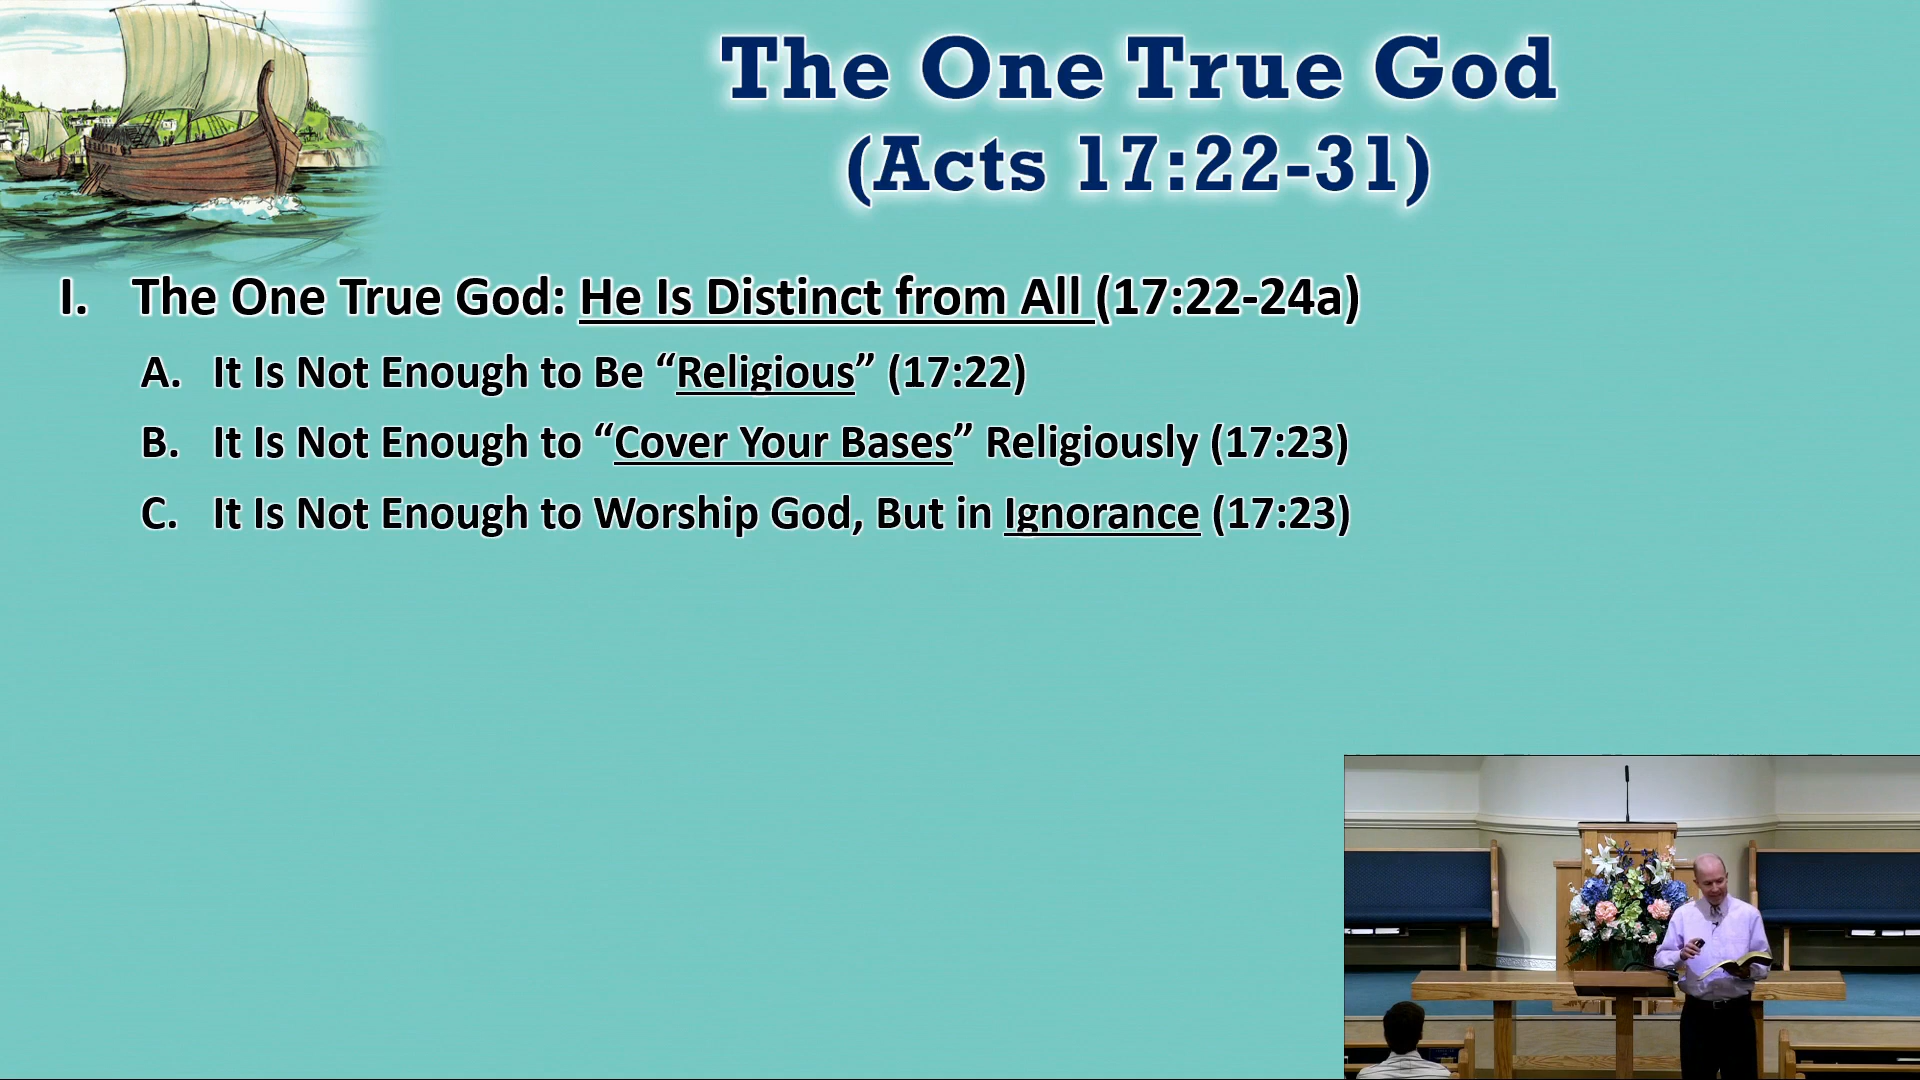 The One True God
(Acts 17:22-31)
I. The One True God: He Is Distinct from All (17:22-24a)
A. It Is Not Enough to Be “Religious” (17:22)
B. It Is Not Enough to “Cover Your Bases” Religiously (17:23)
C. It Is Not Enough to Worship God, But in Ignorance (17:23)